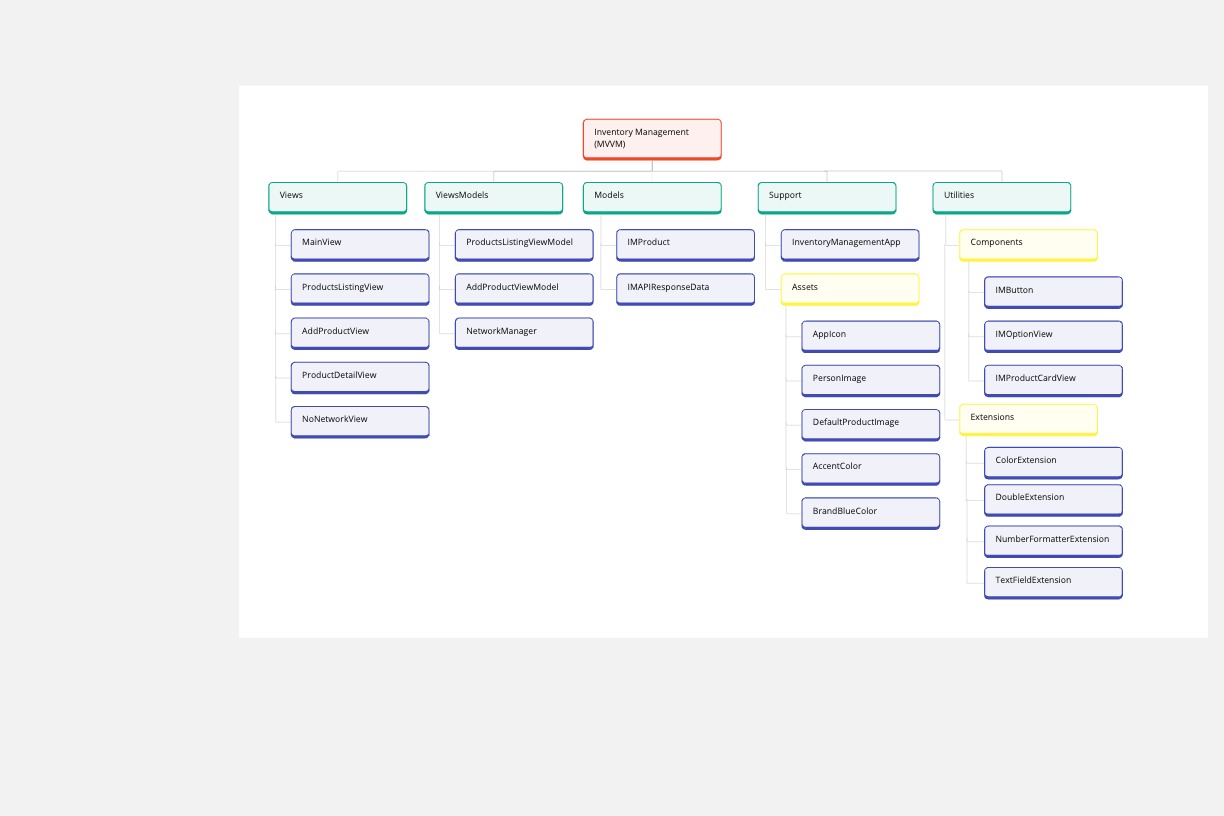 Inventory Management
(MVVM)
Views
ViewsModels
Models
Support
Utilities
MainView
ProductsListingView
AddProductView
ProductDetailView
NoNetworkView
ProductsListingViewModel
AddProductViewModel
NetworkManager
IMProduct
IMAPIResponseData
InventoryManagementApp
Assets
AppIcon
PersonImage
DefaultProductImage
AccentColor
BrandBlueColor
Components
IMButton
IMOptionView
IMProductCardView
Extensions
ColorExtension
DoubleExtension
NumberFormatterExtension
TextFieldExtension